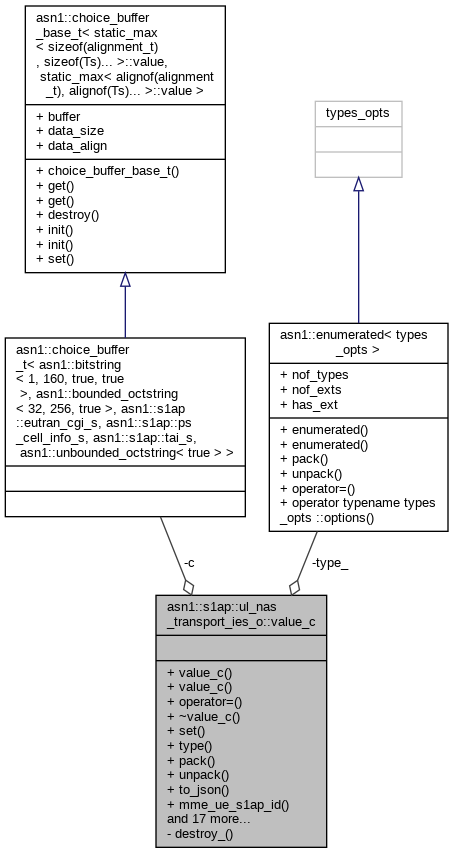 asn1::choice_buffer
_base_t< static_max
< sizeof(alignment_t)
, sizeof(Ts)... >::value,
static_max< alignof(alignment
_t), alignof(Ts)... >::value >
+ buffer
+ data_size
+ data_align
+ choice_buffer_base_t()
+ get()
+ get()
+ destroy()
+ init()
+ init()
+ set()
types_opts
asn1::choice_buffer
_t< asn1::bitstring
< 1, 160, true, true
>, asn1::bounded_octstring
< 32, 256, true >, asn1::s1ap
::eutran_cgi_s, asn1::s1ap::ps
_cell_info_s, asn1::s1ap::tai_s,
asn1::unbounded_octstring< true > >
asn1::enumerated< types
_opts >
+ nof_types
+ nof_exts
+ has_ext
+ enumerated()
+ enumerated()
+ pack()
+ unpack()
+ operator=()
+ operator typename types
_opts ::options()
-c
-type_
asn1::s1ap::ul_nas
_transport_ies_o::value_c
+ value_c()
+ value_c()
+ operator=()
+ ~value_c()
+ set()
+ type()
+ pack()
+ unpack()
+ to_json()
+ mme_ue_s1ap_id()
and 17 more...
- destroy_()